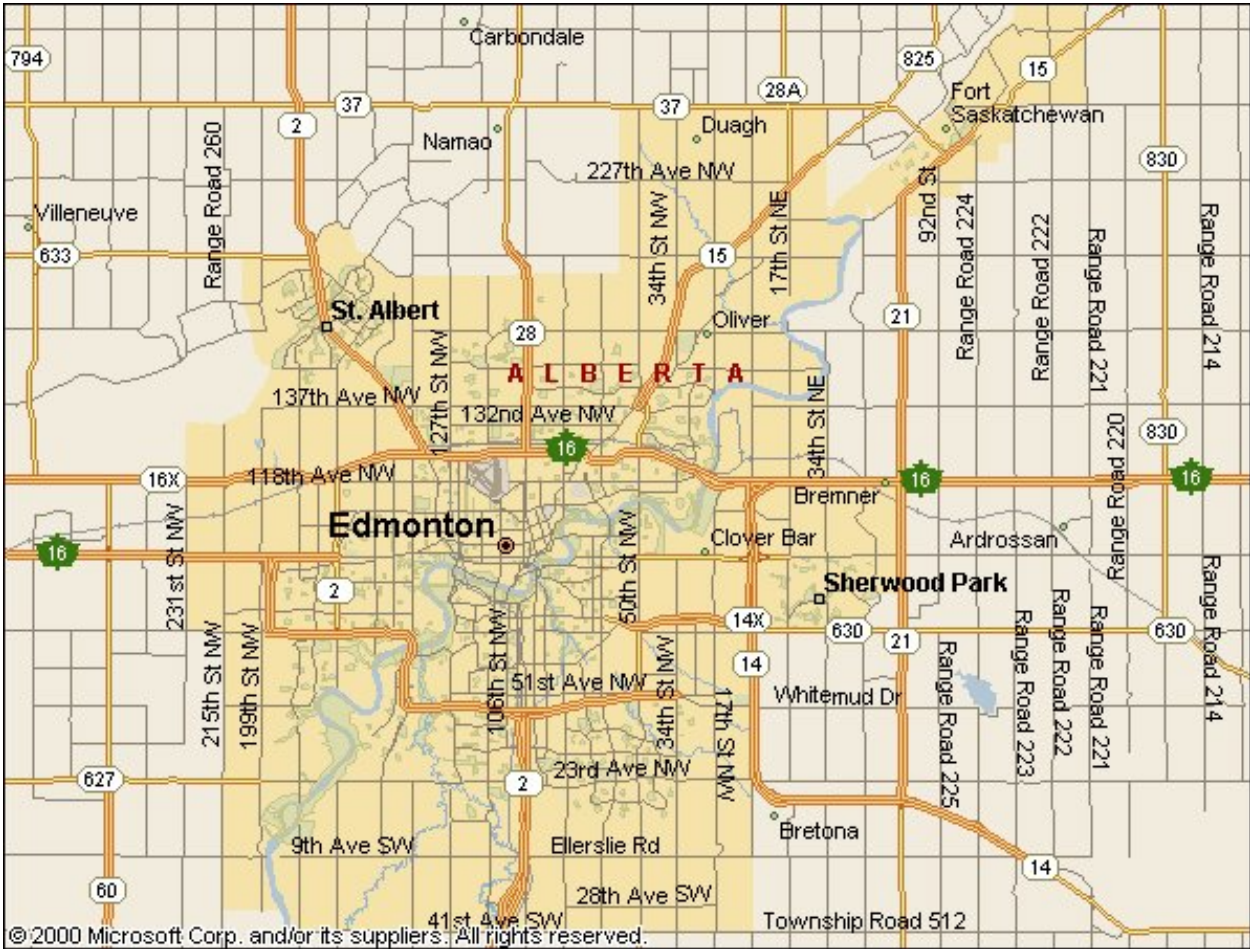 Carbondale
794
825
15
28A
Fort
Saskatchewan
37
37
2
Duagh
Namao
830
227th Ave NW
Range Road 260
92nd St
Range Road 224
Range Road 222
Range Road 221
Range Road 214
Villeneuve
34th St NW
17th St NE
633
15
St. Albert
21
Oliver
28
127th St NW
ALBERTA
137th Ave NW
132nd Ave NW
34th St NE
Range Road 220
830
16
118th Ave NW
16X
16
16
Bremner
Edmonton
50th St NW
Clover Bar
Ardrossan
16
231st St NW
2
Sherwood Park
14X
630
630
21
215th St NW
199th St NW
106th St NW
34th St NW
14
51st Ave NW
17th St NW
Whitemud Dr
Range Road 225
Range Road 223
Range Road 222
Range Road 221
Range Road 214
627
2
23rd Ave NW
Bretona
9th Ave SW
Ellerslie Rd
14
60
28th Ave SW
41st Ave SW
Township Road 512
© 2000 Microsoft Corp. and/or its suppliers. All rights reserved.